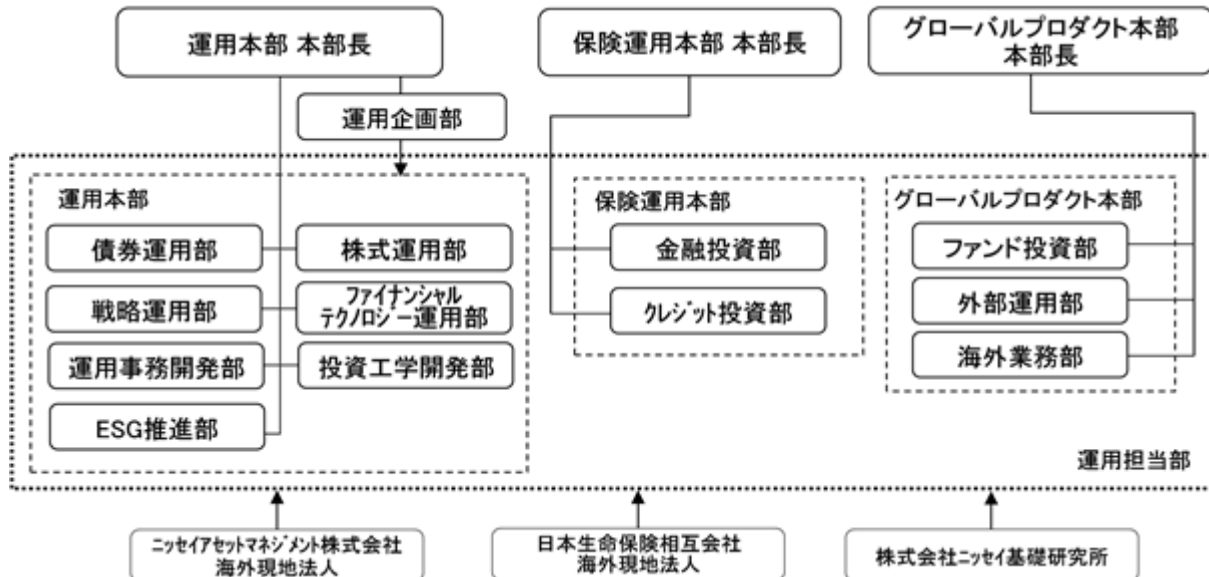 運用本部 本部長
保険運用本部 本部長
グローバルプロダクト本部
本部長
運用企画部
運用本部
債券運用部
株式運用部
戦略運用部
ファイナンシャル
テクノロジー運用部
運用事務開発部
投資工学開発部
ESG推進部
保険運用本部
金融投資部
クレジット投資部
グローバルプロダクト本部
ファンド投資部
外部運用部
海外業務部
運用担当部
ニッセイアセットマネジメント株式会社
海外現地法人
日本生命保険相互会社
海外現地法人
株式会社ニッセイ基礎研究所